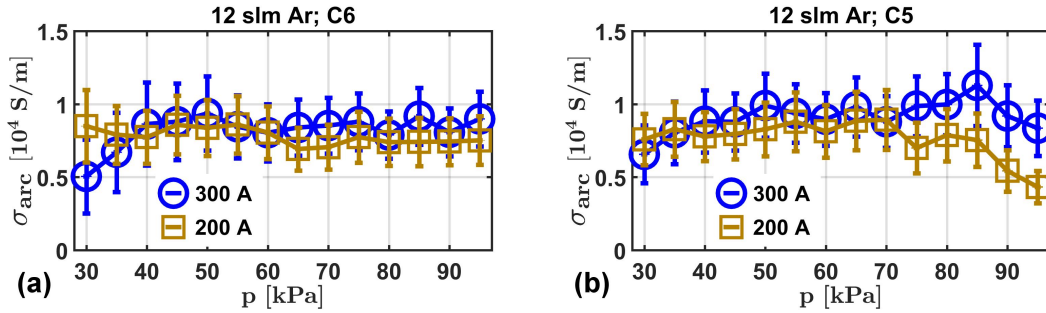 12 slm Ar; C6
1.5
1
0.5
0
σarc [10⁴ S/m]
300 A
200 A
30 40 50 60 70 80 90
p [kPa]
(a)
12 slm Ar; C5
1.5
1
0.5
0
σarc [10⁴ S/m]
300 A
200 A
30 40 50 60 70 80 90
p [kPa]
(b)